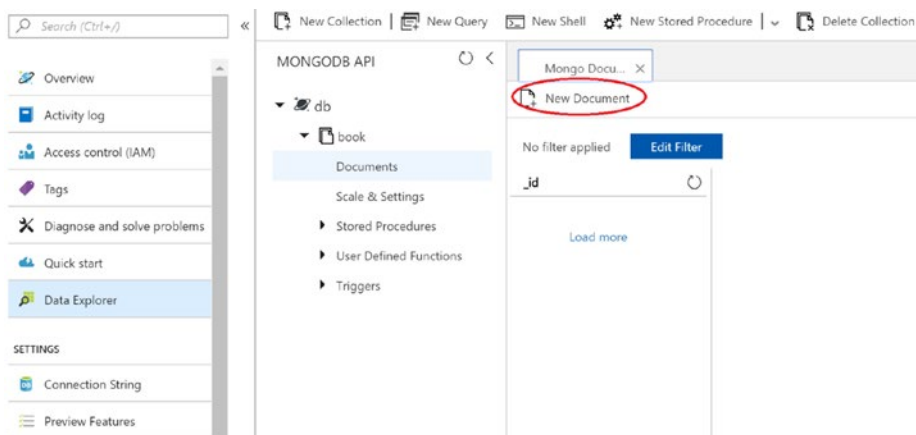 Search (Ctrl+/)
«
Overview
Activity log
Access control (IAM)
Tags
Diagnose and solve problems
Quick start
Data Explorer
SETTINGS
Connection String
Preview Features
New Collection
New Query
New Shell
New Stored Procedure
Delete Collection
MONGODB API
db
book
Documents
Scale & Settings
Stored Procedures
User Defined Functions
Triggers
Mongo Docu...
New Document
No filter applied
Edit Filter
_id
Load more